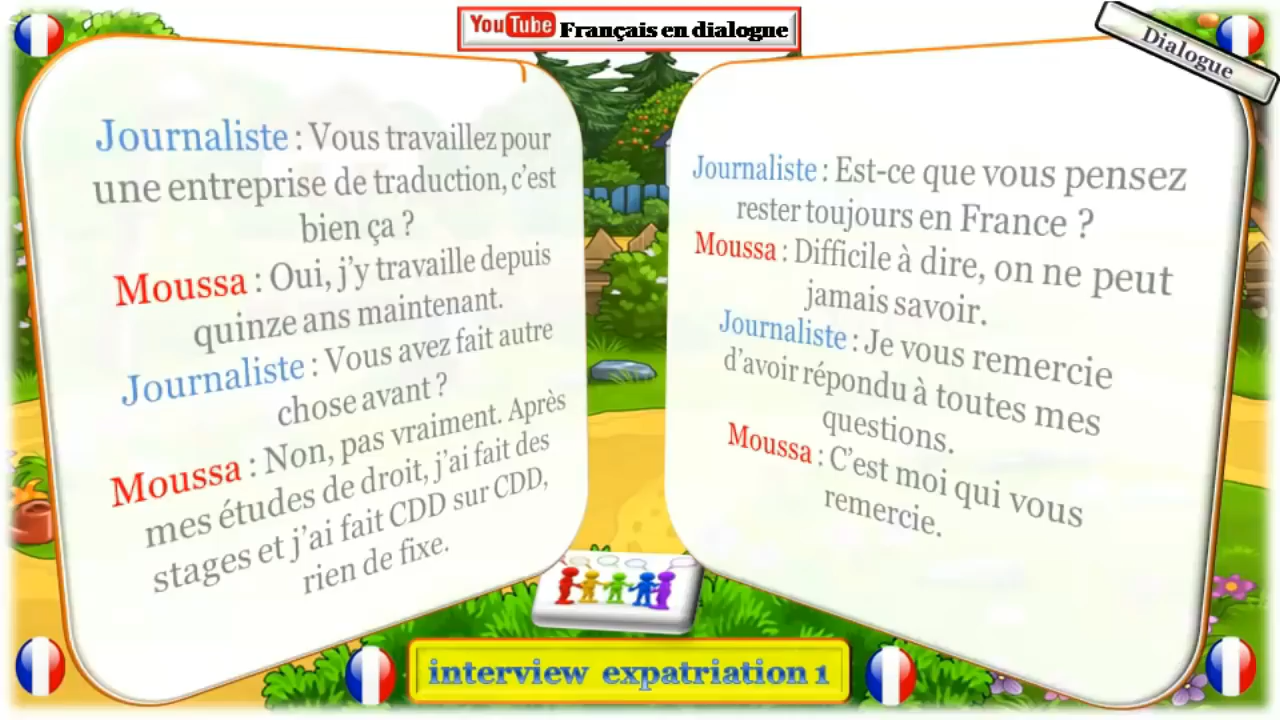 YouTube Français en dialogue
Dialogue
Journaliste : Vous travaillez pour
une entreprise de traduction, c’est
bien ça ?
Moussa : Oui, j’y travaille depuis
quinze ans maintenant.
Journaliste : Vous avez fait autre
chose avant ?
Moussa : Non, pas vraiment. Après
mes études de droit, j’ai fait des
stages et j’ai fait CDD sur CDD,
rien de fixe.
Journaliste : Est-ce que vous pensez
rester toujours en France ?
Moussa : Difficile à dire, on ne peut
jamais savoir.
Journaliste : Je vous remercie
d’avoir répondu à toutes mes
questions.
Moussa : C’est moi qui vous
remercie.
interview expatriation 1